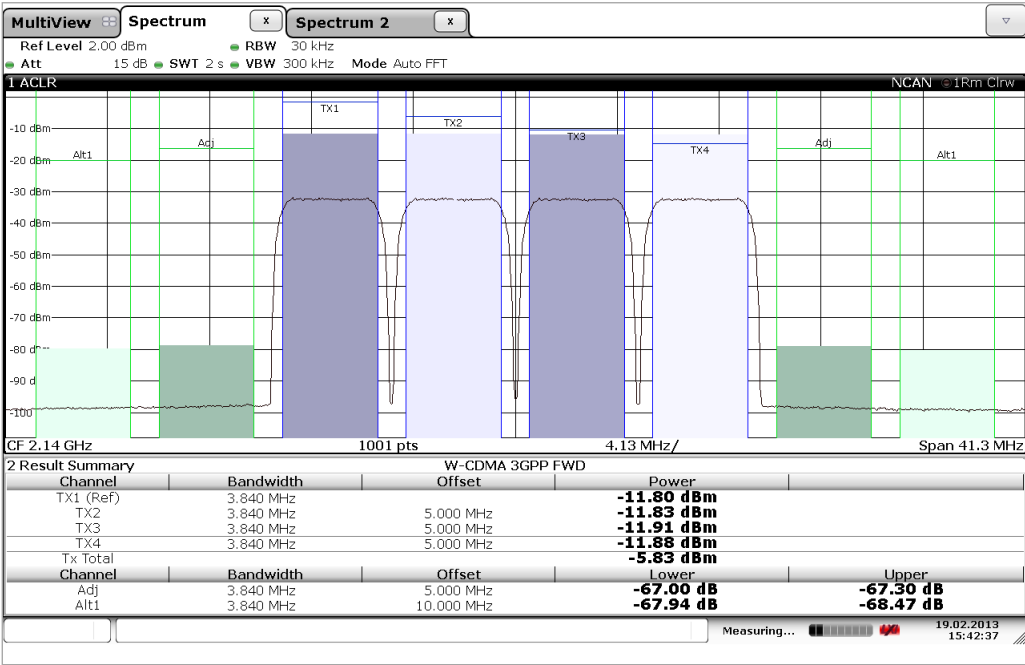 MultiView Spectrum x Spectrum 2 x
Ref Level 2.00 dBm RBW 30 kHz
Att 15 dB SWT 2 s VBW 300 kHz Mode Auto FFT
1 ACLR NCAN 1Rm Clrw
TX1
TX2
-10 dBm
TX3
Adj Adj
TX4
Alt1 Alt1
-20 dBm
-30 dBm
-40 dBm
-50 dBm
-60 dBm
-70 dBm
-80 d
-90 d
-100
CF 2.14 GHz 1001 pts 4.13 MHz/ Span 41.3 MHz
2 Result Summary W-CDMA 3GPP FWD
Channel Bandwidth Offset Power
TX1 (Ref) 3.840 MHz -11.80 dBm
TX2 3.840 MHz 5.000 MHz -11.83 dBm
TX3 3.840 MHz 5.000 MHz -11.91 dBm
TX4 3.840 MHz 5.000 MHz -11.88 dBm
Tx Total -5.83 dBm
Channel Bandwidth Offset Lower Upper
Adj 3.840 MHz 5.000 MHz -67.00 dB -67.30 dB
Alt1 3.840 MHz 10.000 MHz -67.94 dB -68.47 dB
Measuring... 19.02.2013
15:42:37